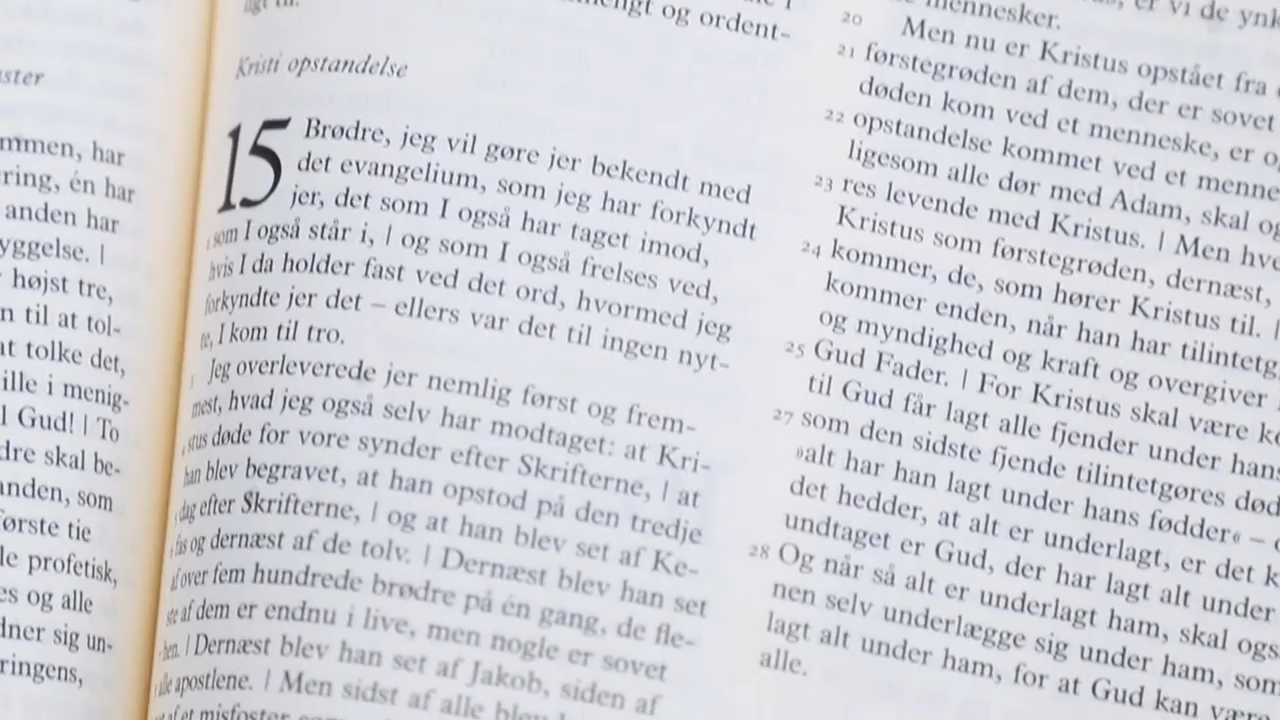 ster
mmen, har
ring, én har
anden har
yggelse. |
højst tre,
n til at tol-
at tolke det,
ille i menig-
l Gud! | To
dre skal be-
anden, som
første tie
le profetisk,
es og alle
dner sig un-
ringens,
ligt til.
mengt og ordent-
Kristi opstandelse
15 Brødre, jeg vil gøre jer bekendt med
det evangelium, som jeg har forkyndt
jer, det som I også har taget imod,
som I også står i, | og som I også frelses ved,
hvis I da holder fast ved det ord, hvormed jeg
forkyndte jer det – ellers var det til ingen nyt-
te, I kom til tro.
Jeg overleverede jer nemlig først og frem-
mest, hvad jeg også selv har modtaget: at Kri-
stus døde for vore synder efter Skrifterne, | at
han blev begravet, at han opstod på den tredje
dag efter Skrifterne, | og at han blev set af Ke-
fas og dernæst af de tolv. | Dernæst blev han set
af over fem hundrede brødre på én gang, de fle-
ste af dem er endnu i live, men nogle er sovet
hen. | Dernæst blev han set af Jakob, siden af
alle apostlene. | Men sidst af alle blev
af et misfoster
er vi de ynk
mennesker.
20 Men nu er Kristus opstået fra
21 førstegrøden af dem, der er sovet
døden kom ved et menneske, er o
22 opstandelse kommet ved et menne
ligesom alle dør med Adam, skal og
23 res levende med Kristus. | Men hve
Kristus som førstegrøden, dernæst,
24 kommer, de, som hører Kristus til. |
kommer enden, når han har tilintetg
og myndighed og kraft og overgiver
25 Gud Fader. | For Kristus skal være k
til Gud får lagt alle fjender under hans
27 som den sidste fjende tilintetgøres død
»alt har han lagt under hans fødder« –
det hedder, at alt er underlagt, er det k
undtaget er Gud, der har lagt alt under
28 Og når så alt er underlagt ham, skal ogs
nen selv underlægge sig under ham, som
lagt alt under ham, for at Gud kan være
alle.